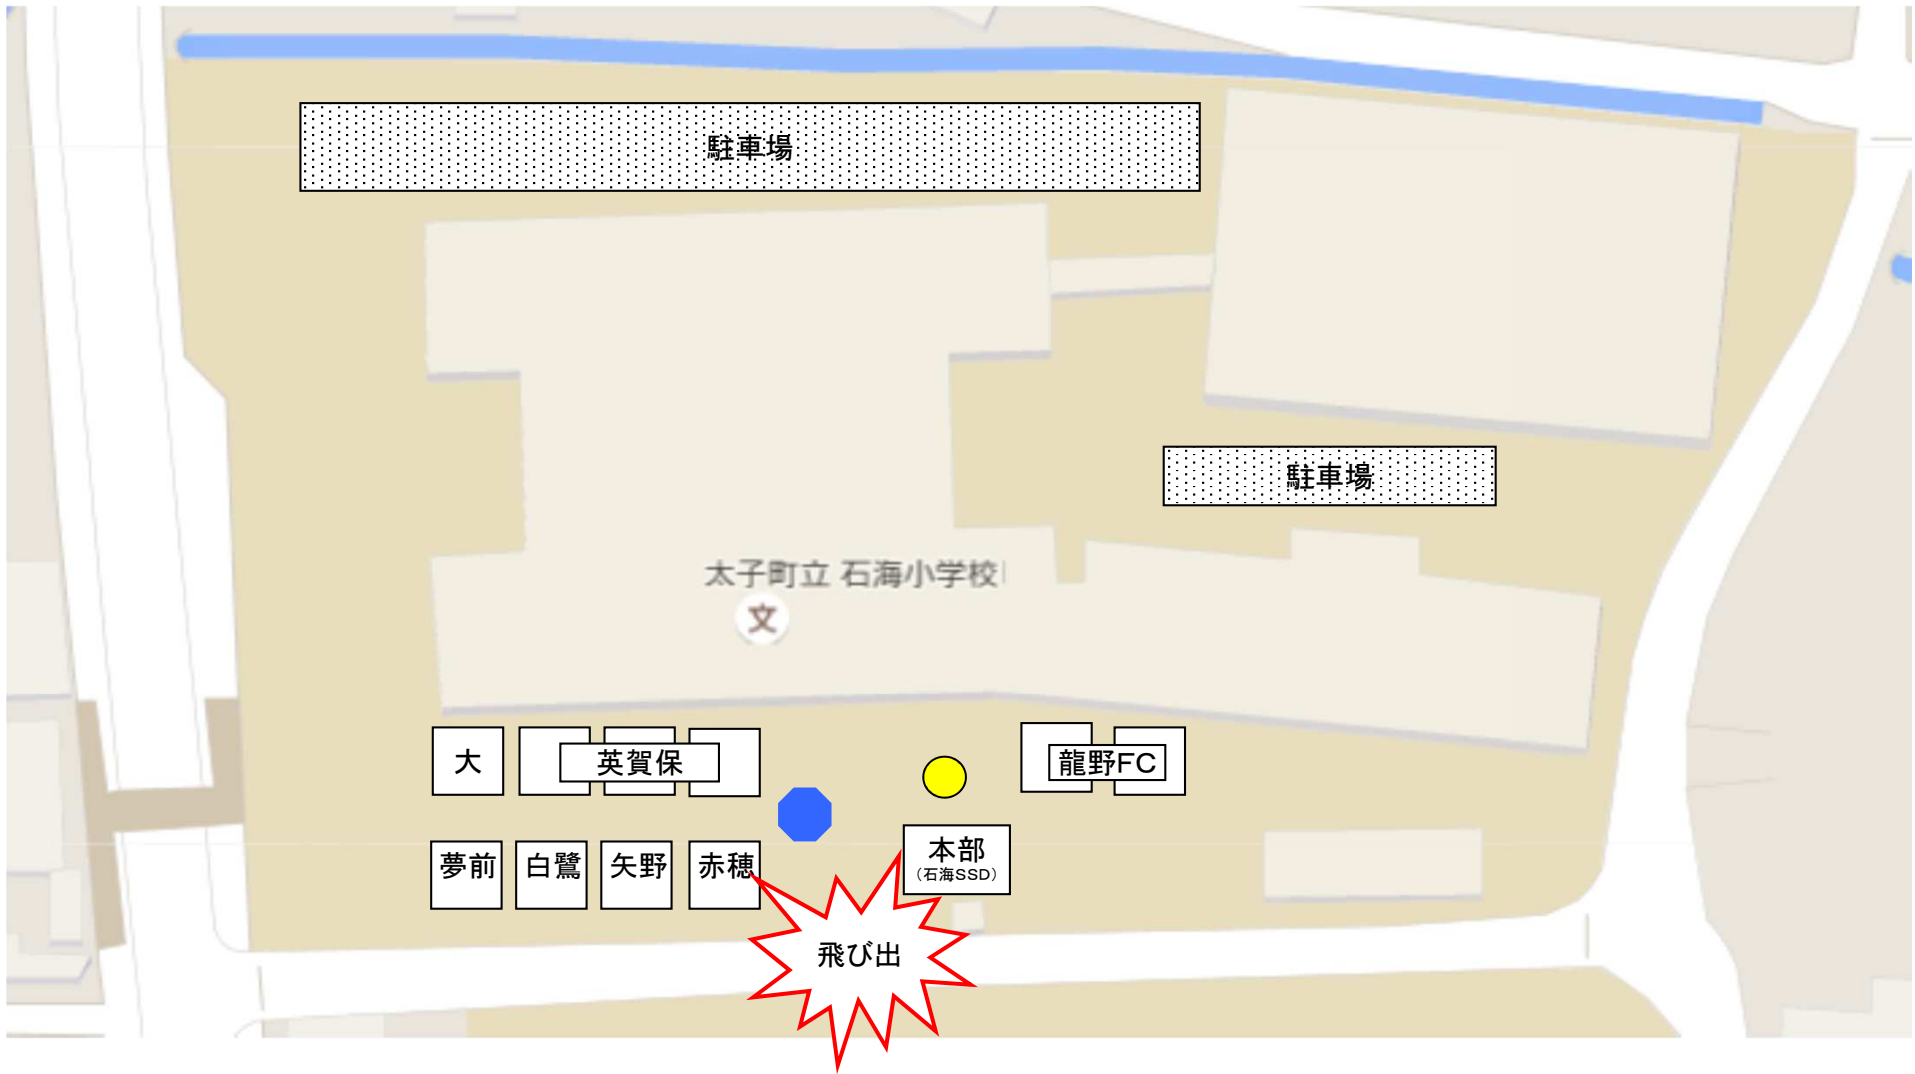 駐車場
駐車場
太子町立 石海小学校
文
大
英賀保
龍野FC
夢前
白鷺
矢野
赤穂
本部
（石海SSD）
飛び出